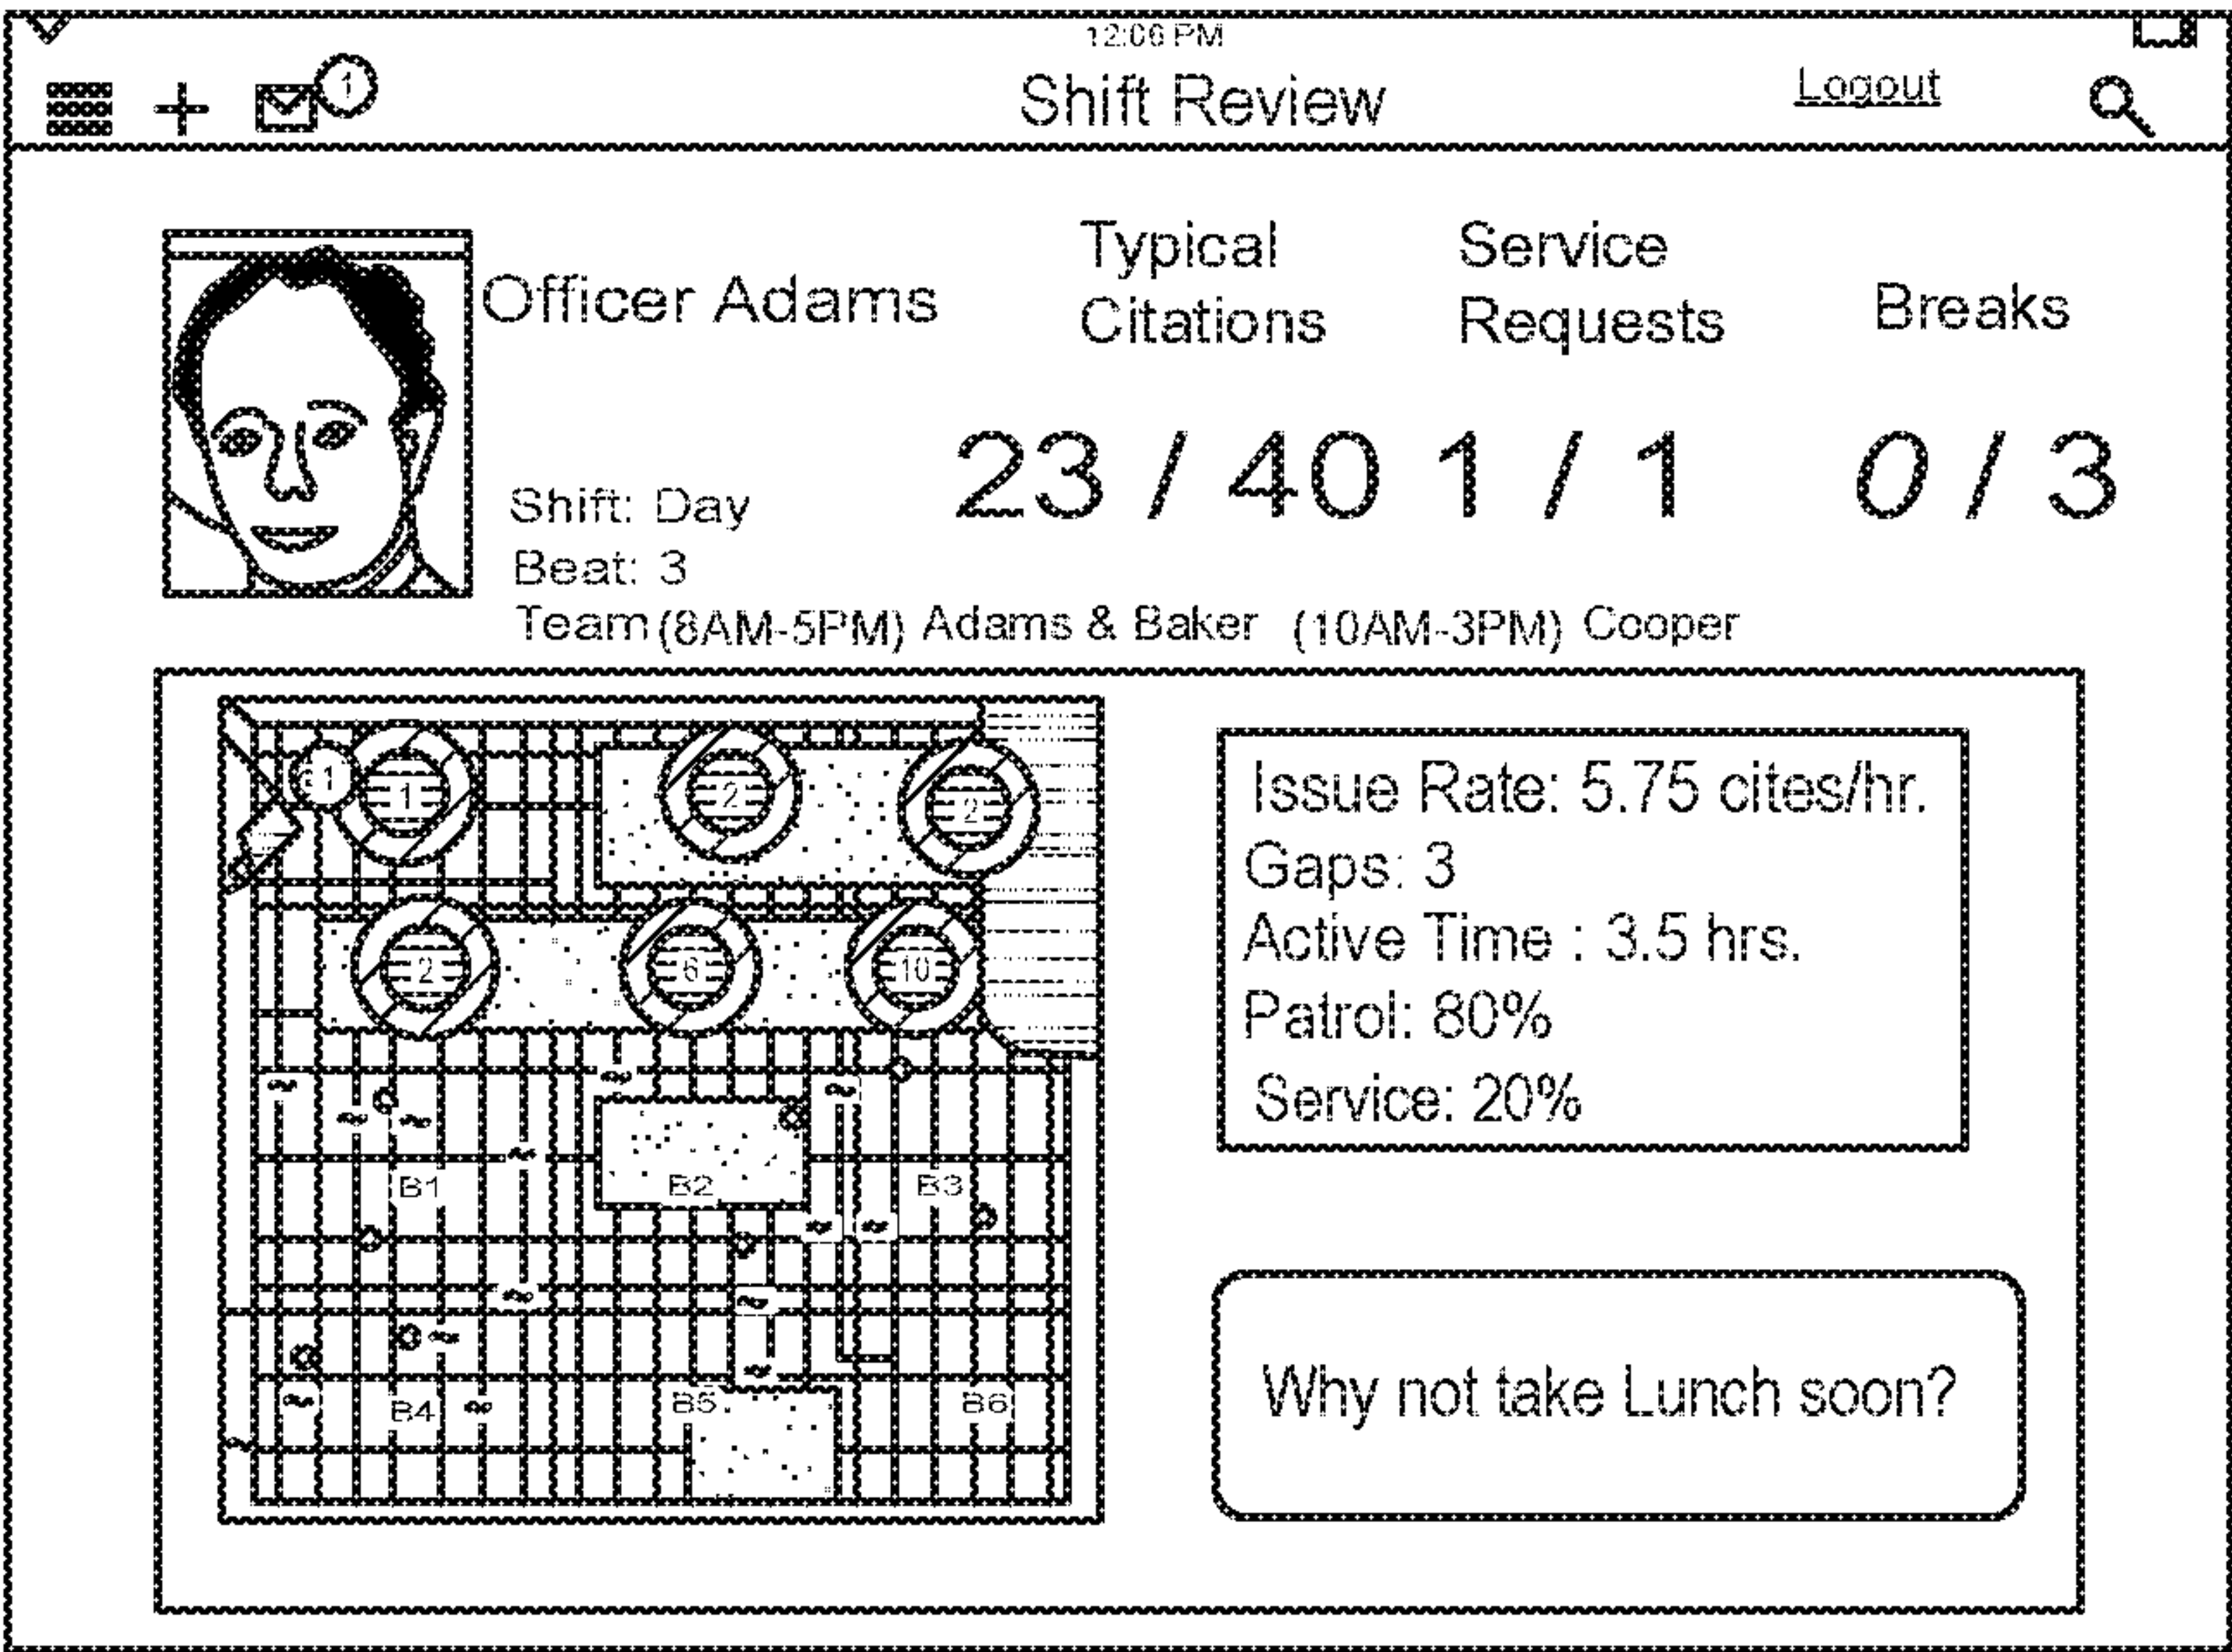 12:06 PM
1
Shift Review
Logout
Officer Adams
Typical
Citations
Service
Requests
Breaks
23 / 40
1 / 1
0 / 3
Shift: Day
Beat: 3
Team (8AM-5PM) Adams & Baker (10AM-3PM) Cooper
1
1
2
2
2
6
10
B1
B2
B3
B4
B5
B6
Issue Rate: 5.75 cites/hr.
Gaps: 3
Active Time : 3.5 hrs.
Patrol: 80%
Service: 20%
Why not take Lunch soon?